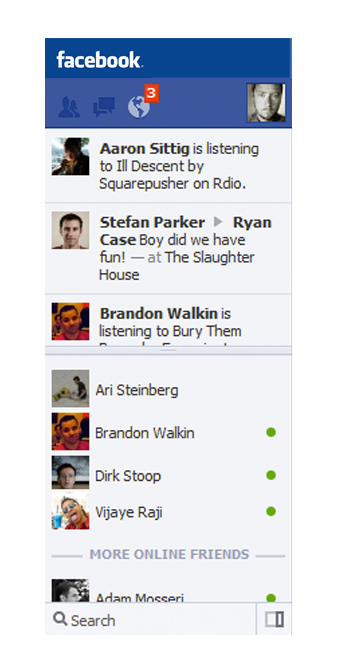 facebook
3
Aaron Sittig is listening
to Ill Descent by
Squarepusher on Rdio.
Stefan Parker ▶ Ryan
Case Boy did we have
fun! — at The Slaughter
House
Brandon Walkin is
listening to Bury Them
Ari Steinberg
Brandon Walkin
Dirk Stoop
Vijaye Raji
MORE ONLINE FRIENDS
Adam Mosseri
Search